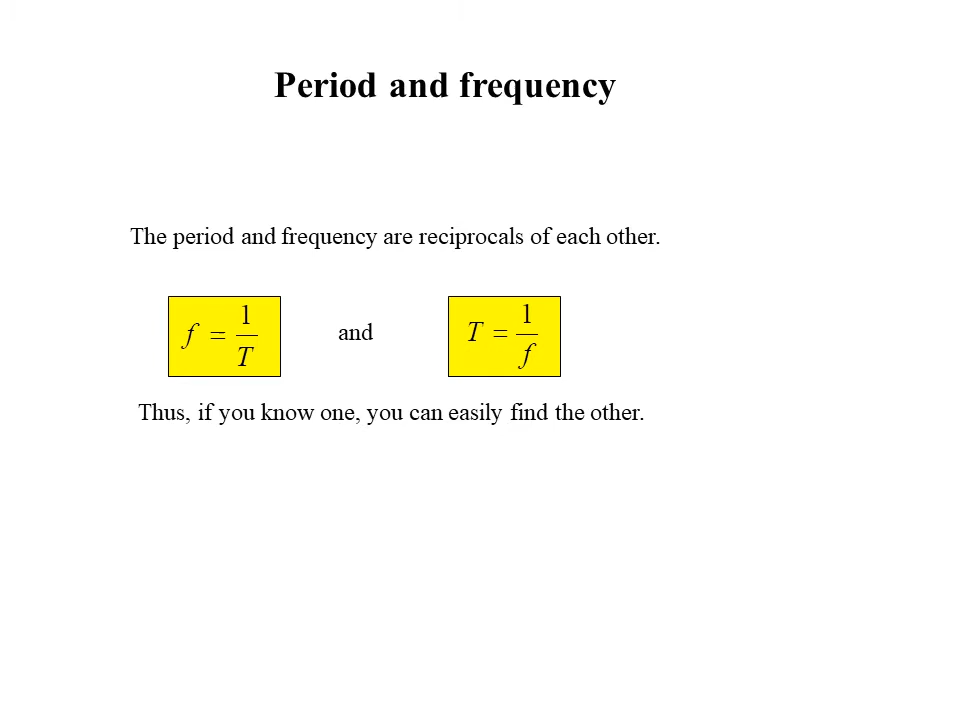 Period and frequency
The period and frequency are reciprocals of each other.
f = 1/T and T = 1/f
Thus, if you know one, you can easily find the other.